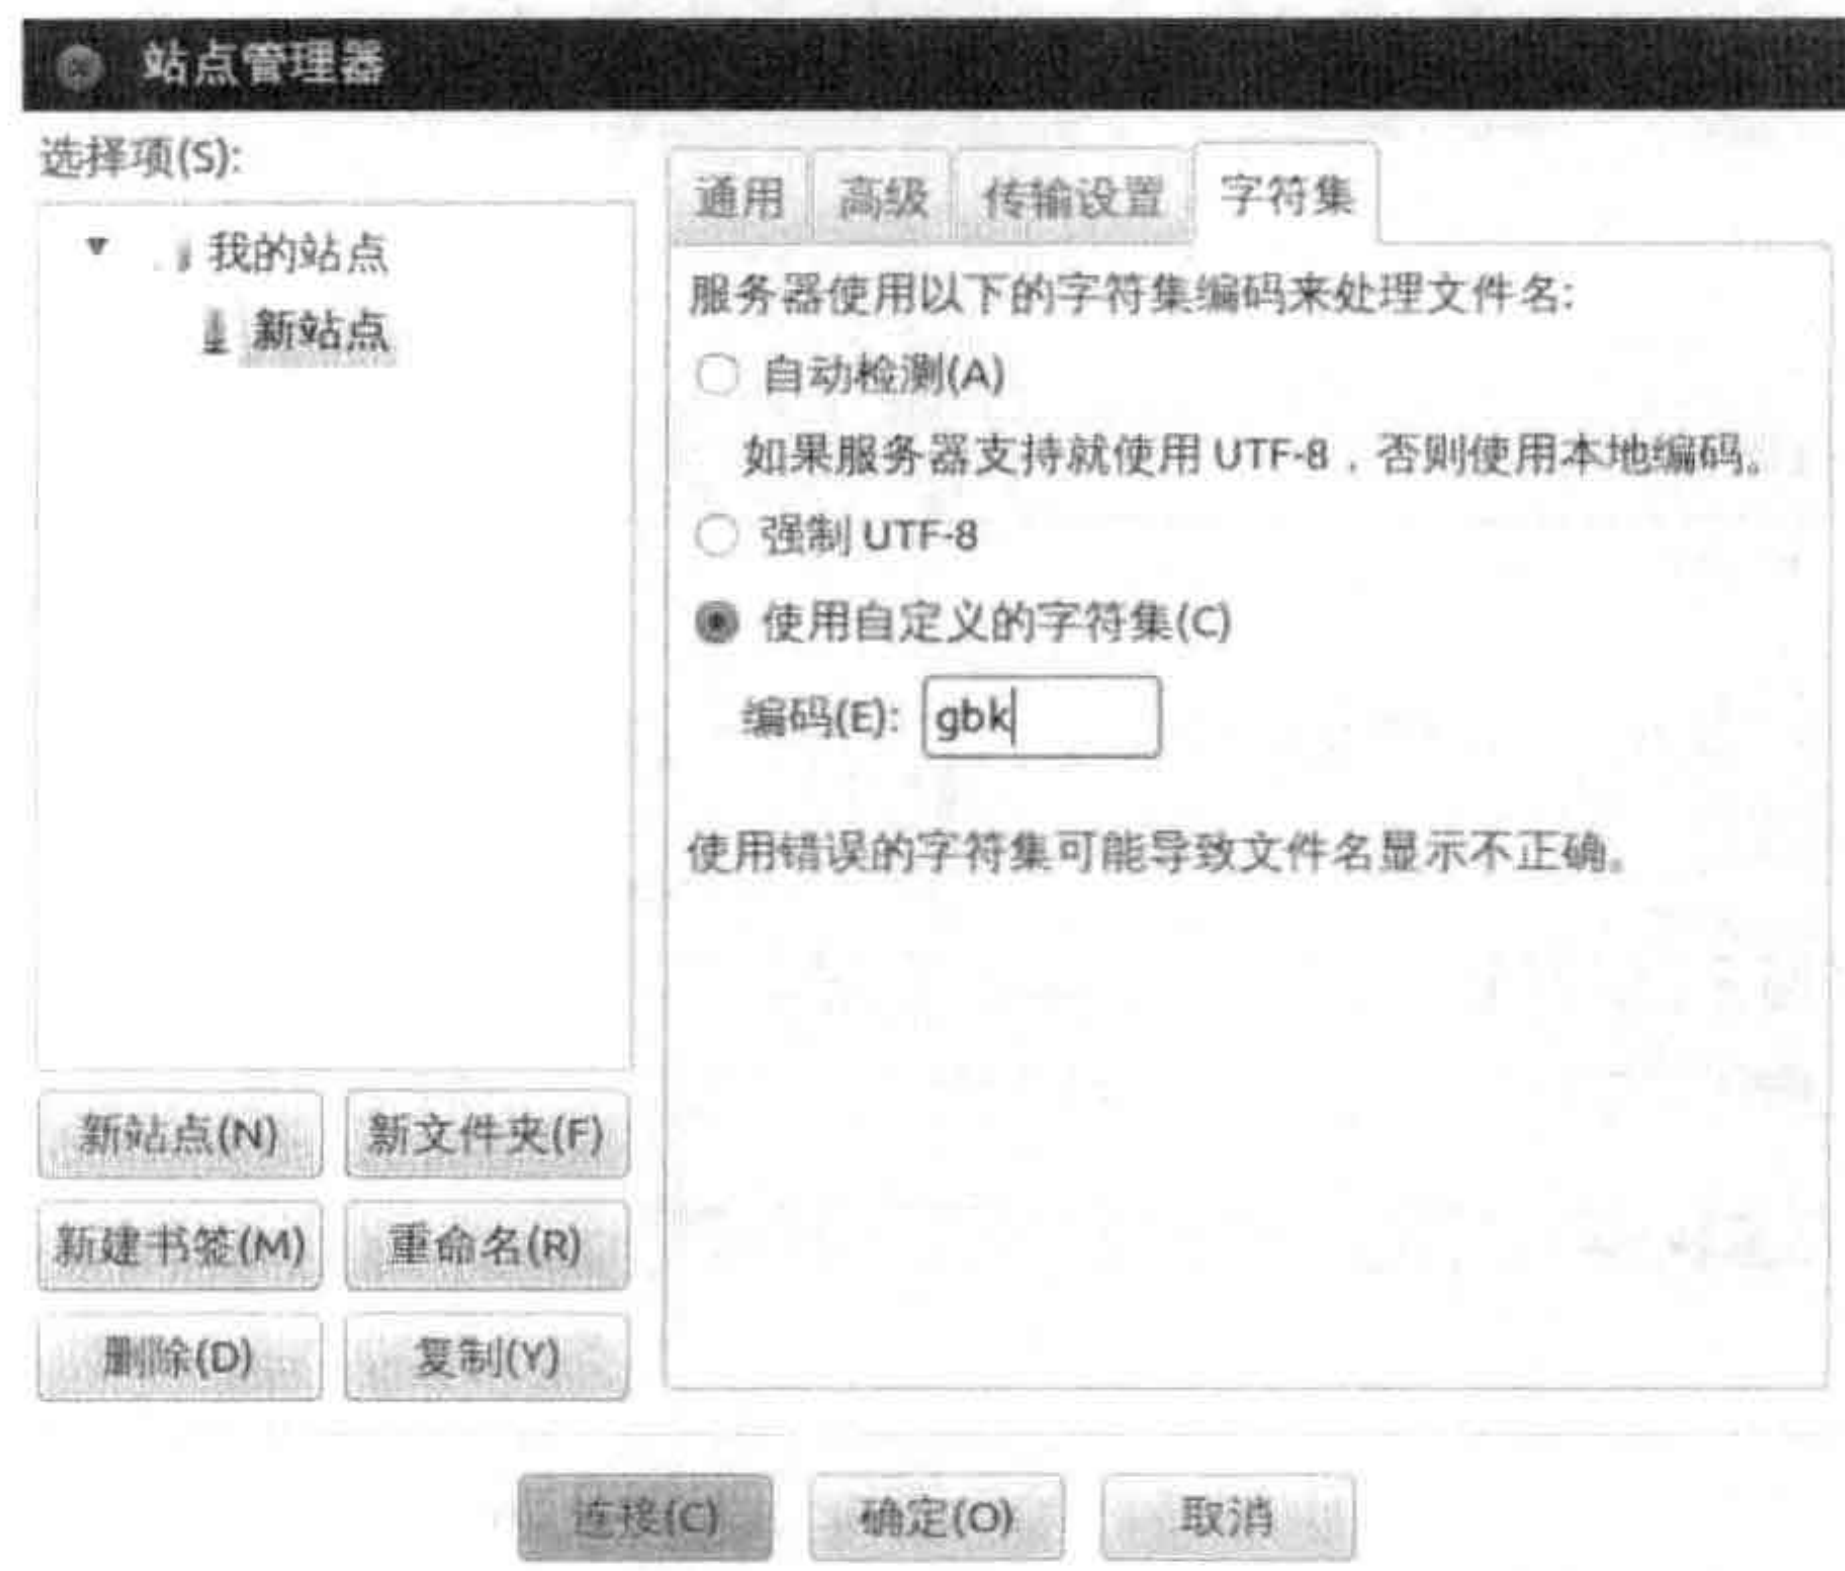 站点管理器
选择项(S):
我的站点
新站点
新站点(N) 新文件夹(F)
新建书签(M) 重命名(R)
删除(D) 复制(Y)
通用 高级 传输设置 字符集
服务器使用以下的字符集编码来处理文件名:
自动检测(A)
如果服务器支持就使用 UTF-8，否则使用本地编码。
强制 UTF-8
使用自定义的字符集(C)
编码(E): gbk
使用错误的字符集可能导致文件名显示不正确。
连接(C) 确定(O) 取消